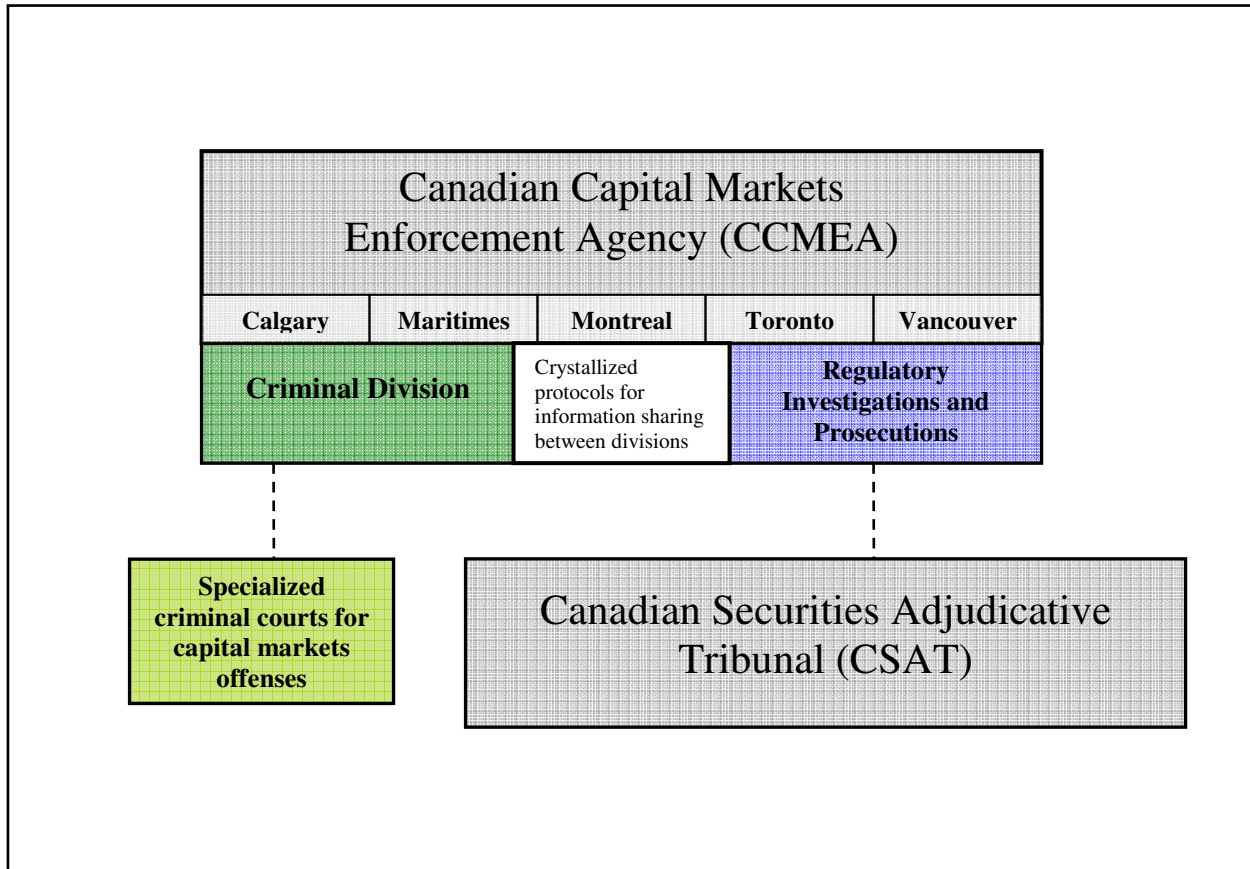 Canadian Capital Markets
Enforcement Agency (CCMEA)
Calgary
Maritimes
Montreal
Toronto
Vancouver
Criminal Division
Crystallized
protocols for
information sharing
between divisions
Regulatory
Investigations and
Prosecutions
Specialized
criminal courts for
capital markets
offenses
Canadian Securities Adjudicative
Tribunal (CSAT)